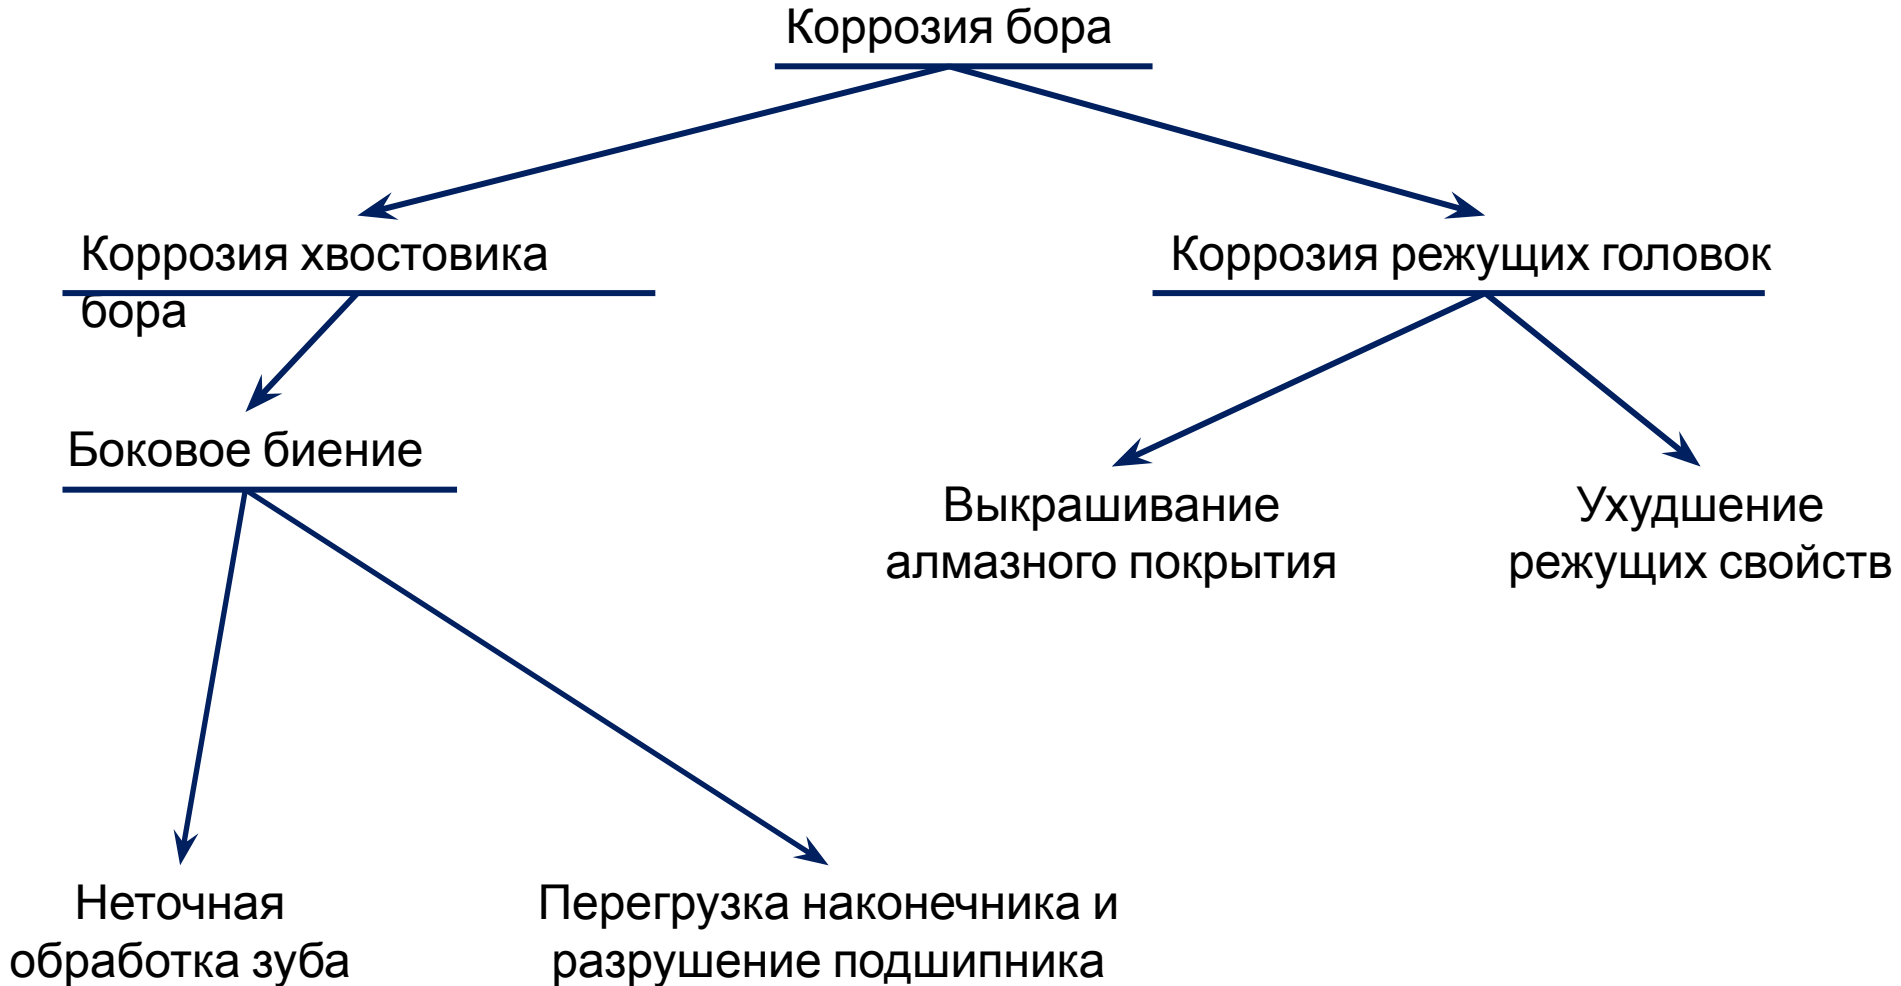 Коррозия бора
Коррозия хвостовика
бора
Коррозия режущих головок
Боковое биение
Выкрашивание
алмазного покрытия
Ухудшение
режущих свойств
Неточная
обработка зуба
Перегрузка наконечника и
разрушение подшипника